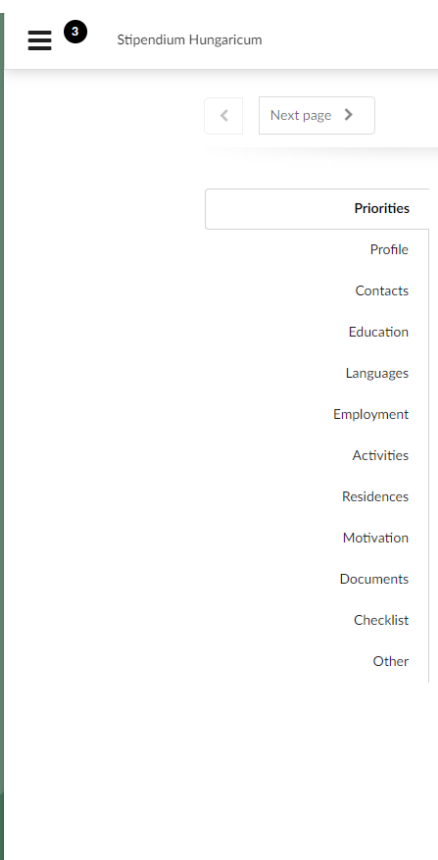 3
Stipendium Hungaricum
Next page
Priorities
Profile
Contacts
Education
Languages
Employment
Activities
Residences
Motivation
Documents
Checklist
Other